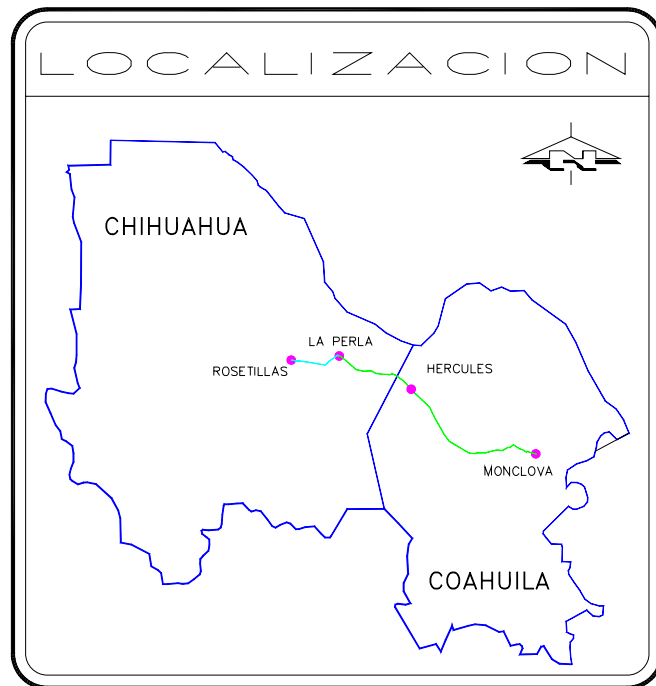 LOCALIZACION
N
CHIHUAHUA
LA PERLA
ROSETILLAS
HERCULES
MONCLOVA
COAHUILA